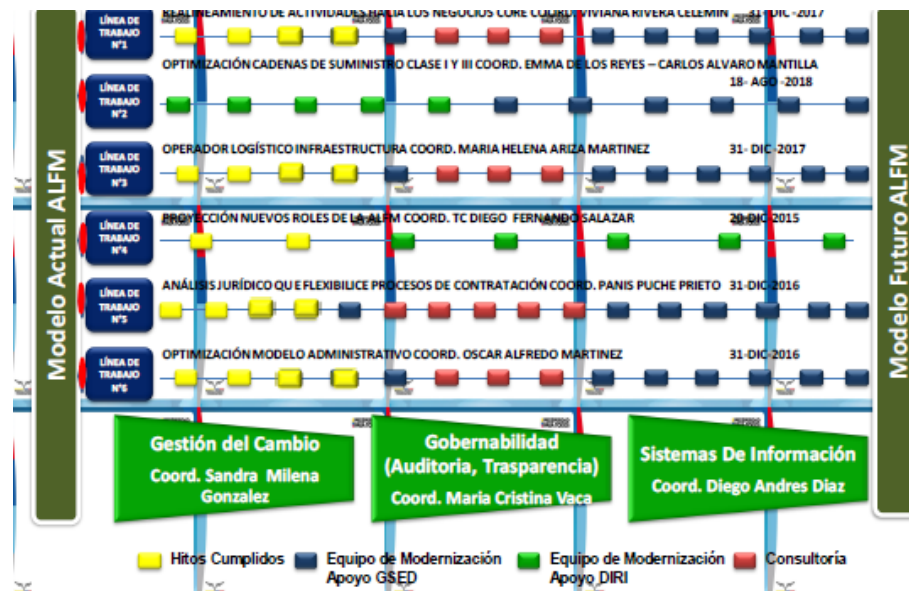 REALINEAMIENTO DE ACTIVIDADES HACIA LOS NEGOCIOS CORE COORD. VIVIANA RIVERA CELEMIN 31- DIC -2017
LÍNEA DE
TRABAJO
N°1
OPTIMIZACIÓN CADENAS DE SUMINISTRO CLASE I Y III COORD. EMMA DE LOS REYES – CARLOS ALVARO MANTILLA
18- AGO -2018
LÍNEA DE
TRABAJO
N°2
OPERADOR LOGÍSTICO INFRAESTRUCTURA COORD. MARIA HELENA ARIZA MARTINEZ 31- DIC -2017
LÍNEA DE
TRABAJO
N°3
PROYECCIÓN NUEVOS ROLES DE LA ALFM COORD. TC DIEGO FERNANDO SALAZAR 20-DIC-2015
LÍNEA DE
TRABAJO
N°4
ANÁLISIS JURÍDICO QUE FLEXIBILICE PROCESOS DE CONTRATACIÓN COORD. PANIS PUCHE PRIETO 31-DIC-2016
LÍNEA DE
TRABAJO
N°5
OPTIMIZACIÓN MODELO ADMINISTRATIVO COORD. OSCAR ALFREDO MARTINEZ 31-DIC-2016
LÍNEA DE
TRABAJO
N°6
Modelo Actual ALFM
Modelo Futuro ALFM
Gestión del Cambio
Coord. Sandra Milena
Gonzalez
Gobernabilidad
(Auditoria, Trasparencia)
Coord. Maria Cristina Vaca
Sistemas De Información
Coord. Diego Andres Diaz
Hitos Cumplidos
Equipo de Modernización
Apoyo GSED
Equipo de Modernización
Apoyo DIRI
Consultoría